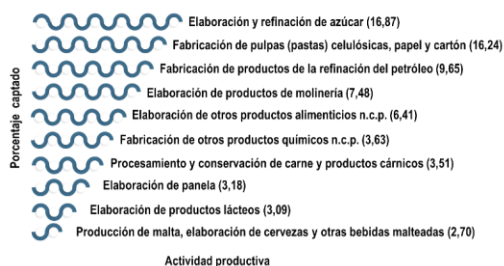 Elaboración y refinación de azúcar (16,87)
Fabricación de pulpas (pastas) celulósicas, papel y cartón (16,24)
Fabricación de productos de la refinación del petróleo (9,65)
Elaboración de productos de molinería (7,48)
Elaboración de otros productos alimenticios n.c.p. (6,41)
Fabricación de otros productos químicos n.c.p. (3,63)
Procesamiento y conservación de carne y productos cárnicos (3,51)
Elaboración de panela (3,18)
Elaboración de productos lácteos (3,09)
Producción de malta, elaboración de cervezas y otras bebidas malteadas (2,70)
Porcentaje captado
Actividad productiva